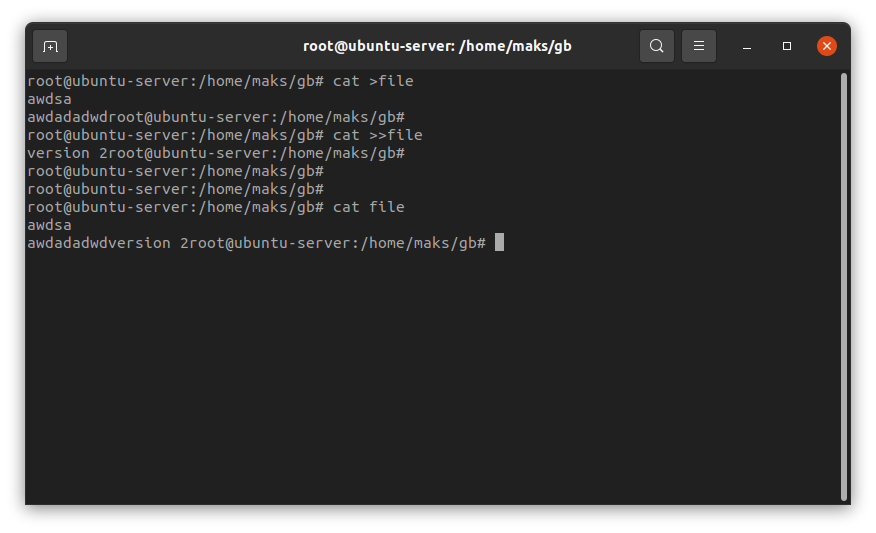 root@ubuntu-server: /home/maks/gb
root@ubuntu-server:/home/maks/gb# cat >file
awdsa
awdadadwdroot@ubuntu-server:/home/maks/gb#
root@ubuntu-server:/home/maks/gb# cat >>file
version 2root@ubuntu-server:/home/maks/gb#
root@ubuntu-server:/home/maks/gb#
root@ubuntu-server:/home/maks/gb#
root@ubuntu-server:/home/maks/gb# cat file
awdsa
awdadadwdversion 2root@ubuntu-server:/home/maks/gb#